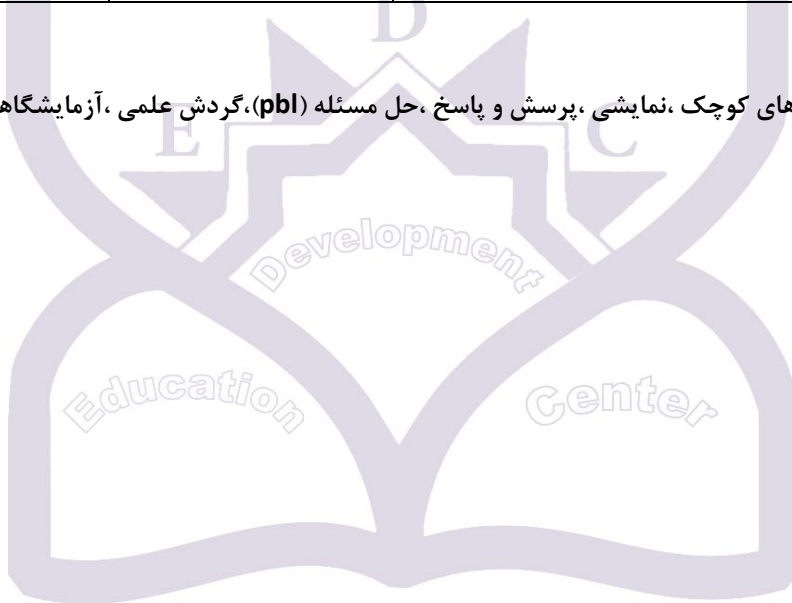 D
های کوچک ،نمایشی ،پرسش و پاسخ ،حل مسئله (pbl)،گردش علمی ،آزمایشگاه
E C
Development
Education Center